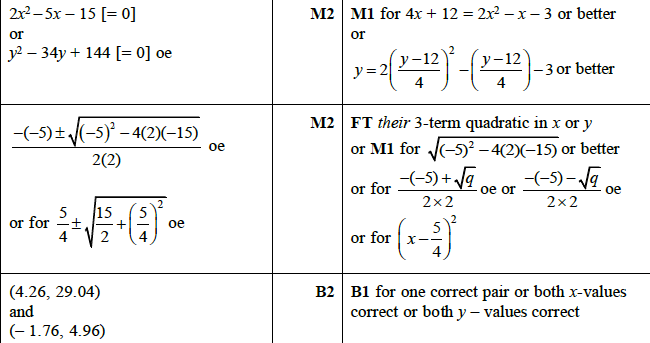 2x² – 5x – 15 [= 0]
or
y² – 34y + 144 [= 0] oe
M2
M1 for 4x + 12 = 2x² – x – 3 or better
or
y = 2((y–12)/4)² – ((y–12)/4) – 3 or better
(–(–5) ± √((–5)² – 4(2)(–15)))/(2(2)) oe
or for 5/4 ± √(15/2 + (5/4)²) oe
M2
FT their 3-term quadratic in x or y
or M1 for √((–5)² – 4(2)(–15)) or better
or for (–(–5) + √q)/(2 × 2) oe or (–(–5) – √q)/(2 × 2) oe
or for (x – 5/4)²
(4.26, 29.04)
and
(– 1.76, 4.96)
B2
B1 for one correct pair or both x-values
correct or both y – values correct